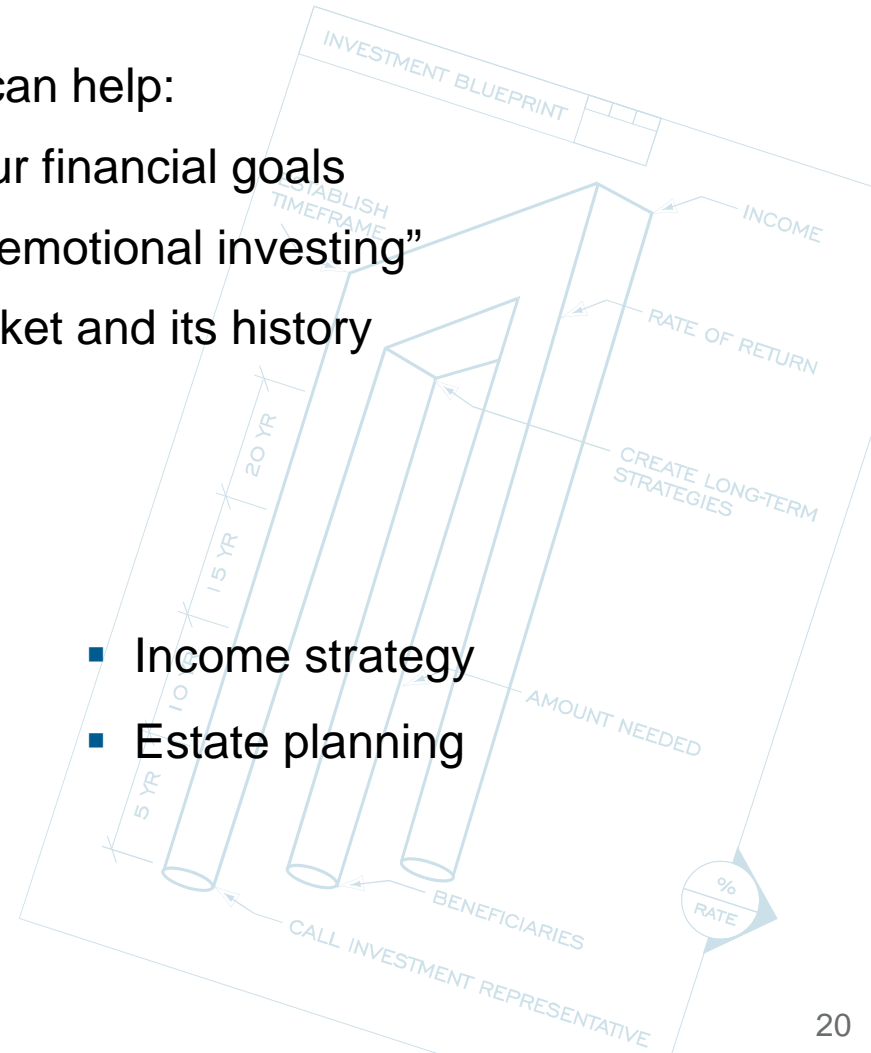 can help:
ur financial goals
emotional investing”
ket and its history
Income strategy
Estate planning
INVESTMENT BLUEPRINT
ESTABLISH
TIMEFRAME
INCOME
RATE OF RETURN
CREATE LONG-TERM
STRATEGIES
20 YR
15 YR
10 YR
5 YR
AMOUNT NEEDED
BENEFICIARIES
CALL INVESTMENT REPRESENTATIVE
%
RATE
20